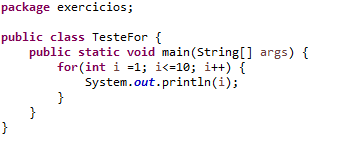 package exercicios;
public class TesteFor {
public static void main(String[] args) {
for(int i =1; i<=10; i++) {
System.out.println(i);
}
}
}